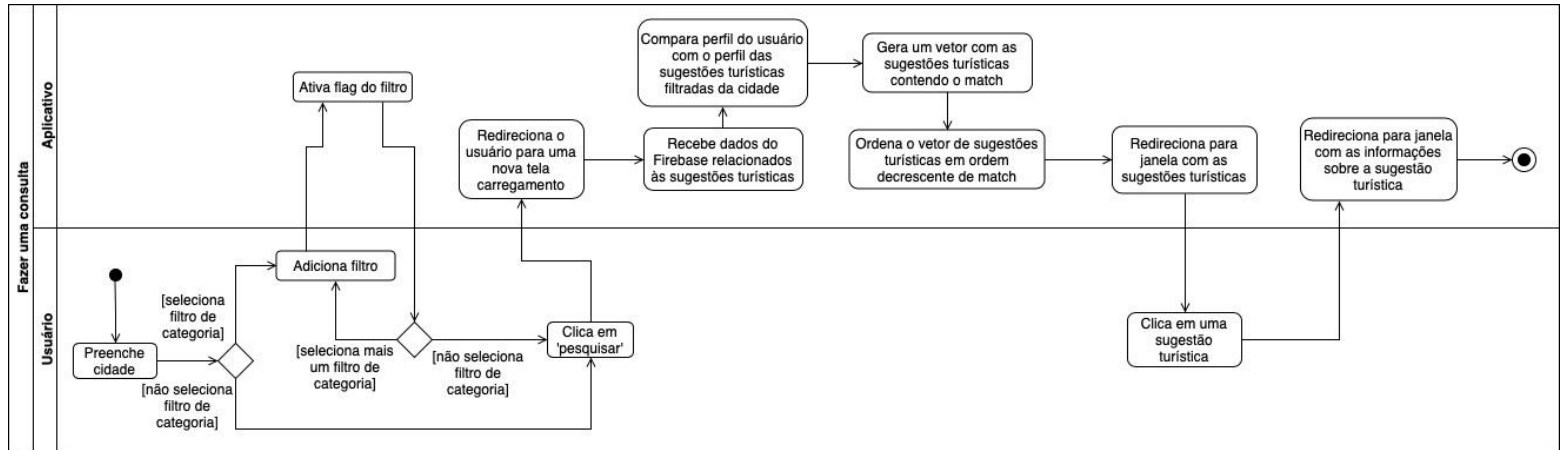 Fazer uma consulta
Aplicativo
Usuário
Ativa flag do filtro
Redireciona o
usuário para uma
nova tela
carregamento
Compara perfil do usuário
com o perfil das
sugestões turísticas
filtradas da cidade
Recebe dados do
Firebase relacionados
às sugestões turísticas
Gera um vetor com as
sugestões turísticas
contendo o match
Ordena o vetor de sugestões
turísticas em ordem
decrescente de match
Redireciona para
janela com as
sugestões turísticas
Redireciona para janela
com as informações
sobre a sugestão
turística
Preenche
cidade
[seleciona
filtro de
categoria]
[não seleciona
filtro de
categoria]
Adiciona filtro
[seleciona mais
um filtro de
categoria]
[não seleciona
filtro de
categoria]
Clica em
'pesquisar'
Clica em uma
sugestão
turística